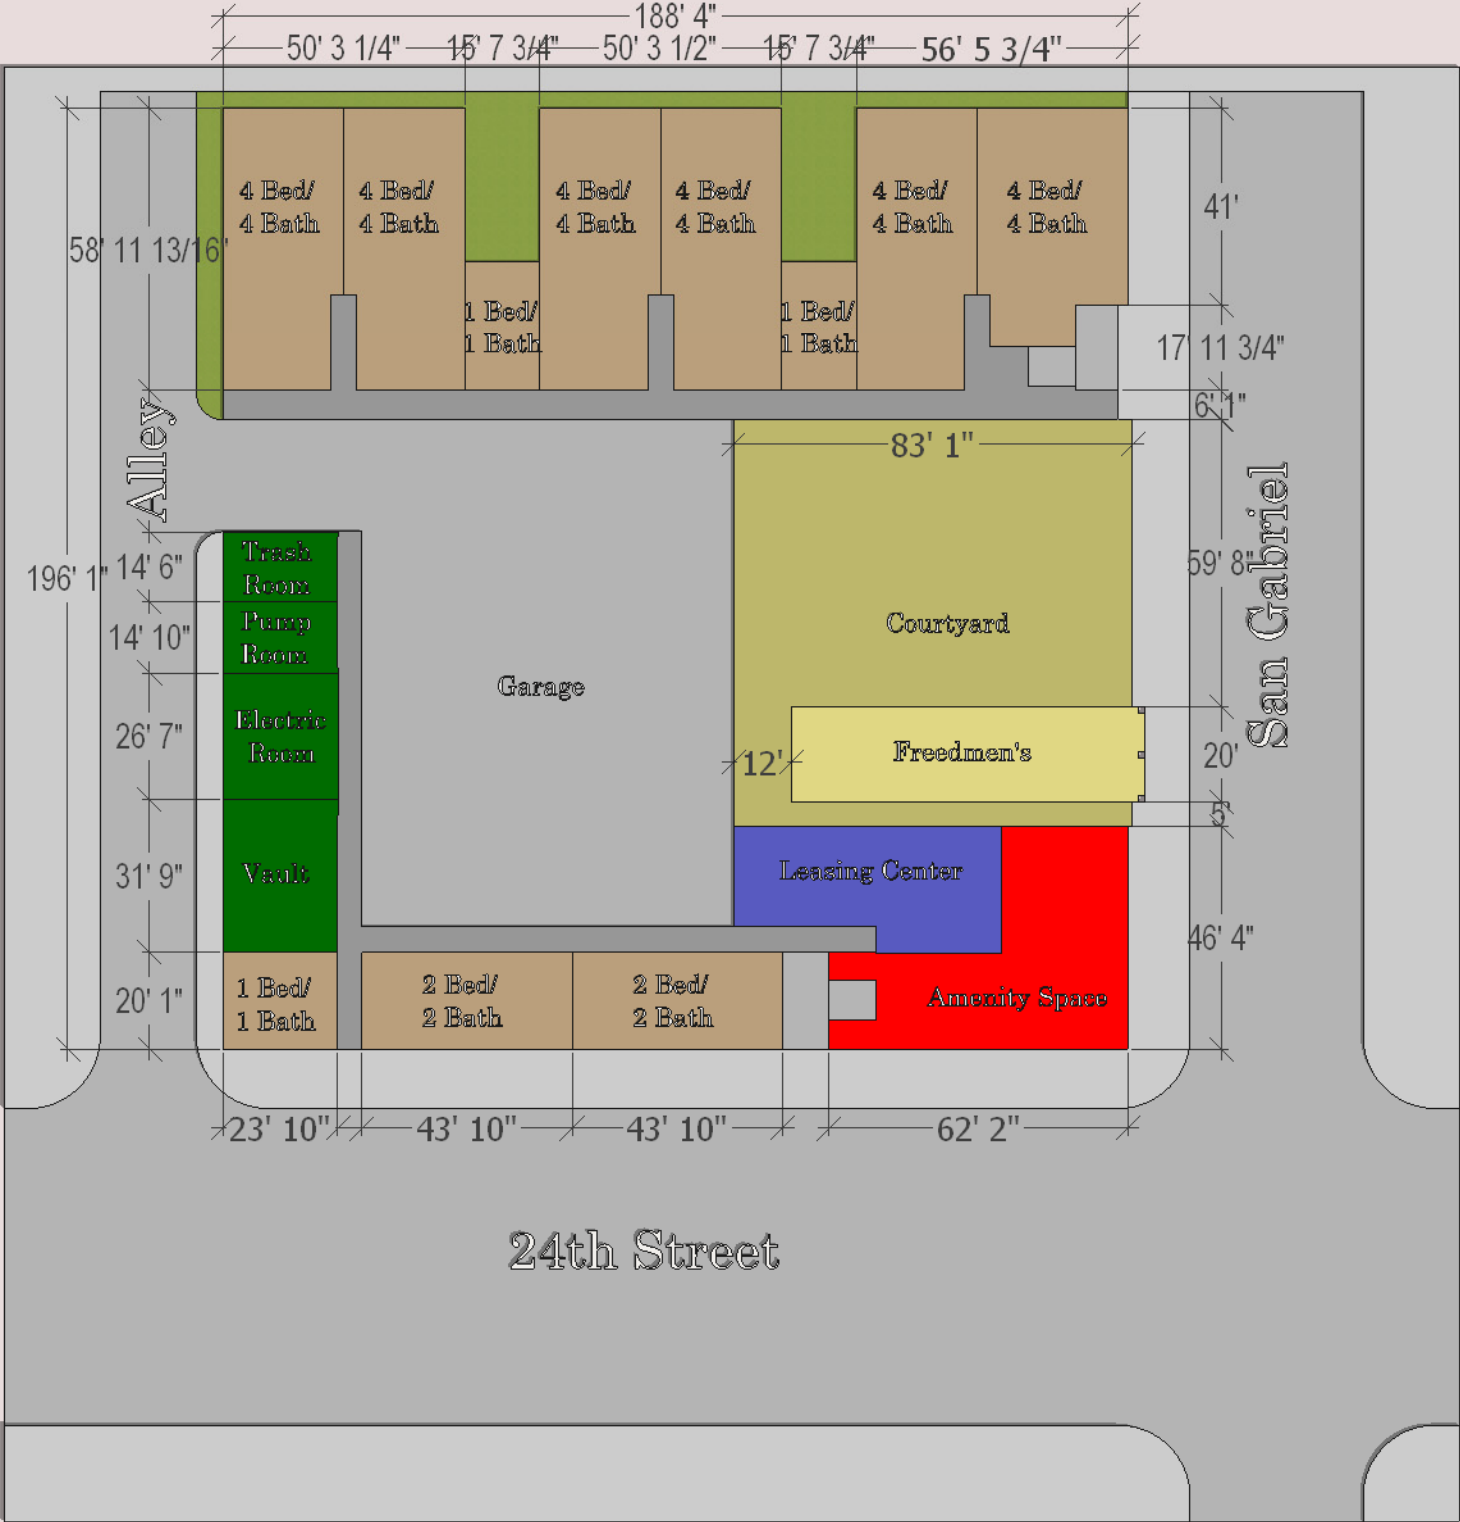 188' 4"
50' 3 1/4"
15' 7 3/4"
50' 3 1/2"
15' 7 3/4"
56' 5 3/4"
4 Bed/
4 Bath
4 Bed/
4 Bath
4 Bed/
4 Bath
4 Bed/
4 Bath
4 Bed/
4 Bath
4 Bed/
4 Bath
41'
58' 11 13/16"
1 Bed/
1 Bath
1 Bed/
1 Bath
17' 11 3/4"
6' 1"
Alley
83' 1"
196' 1"
14' 6"
Trash
Room
59' 8"
San Gabriel
14' 10"
Pump
Room
Courtyard
Garage
26' 7"
Electric
Room
12'
Freedmen's
20'
5'
31' 9"
Vault
Leasing Center
46' 4"
20' 1"
1 Bed/
1 Bath
2 Bed/
2 Bath
2 Bed/
2 Bath
Amenity Space
23' 10"
43' 10"
43' 10"
62' 2"
24th Street